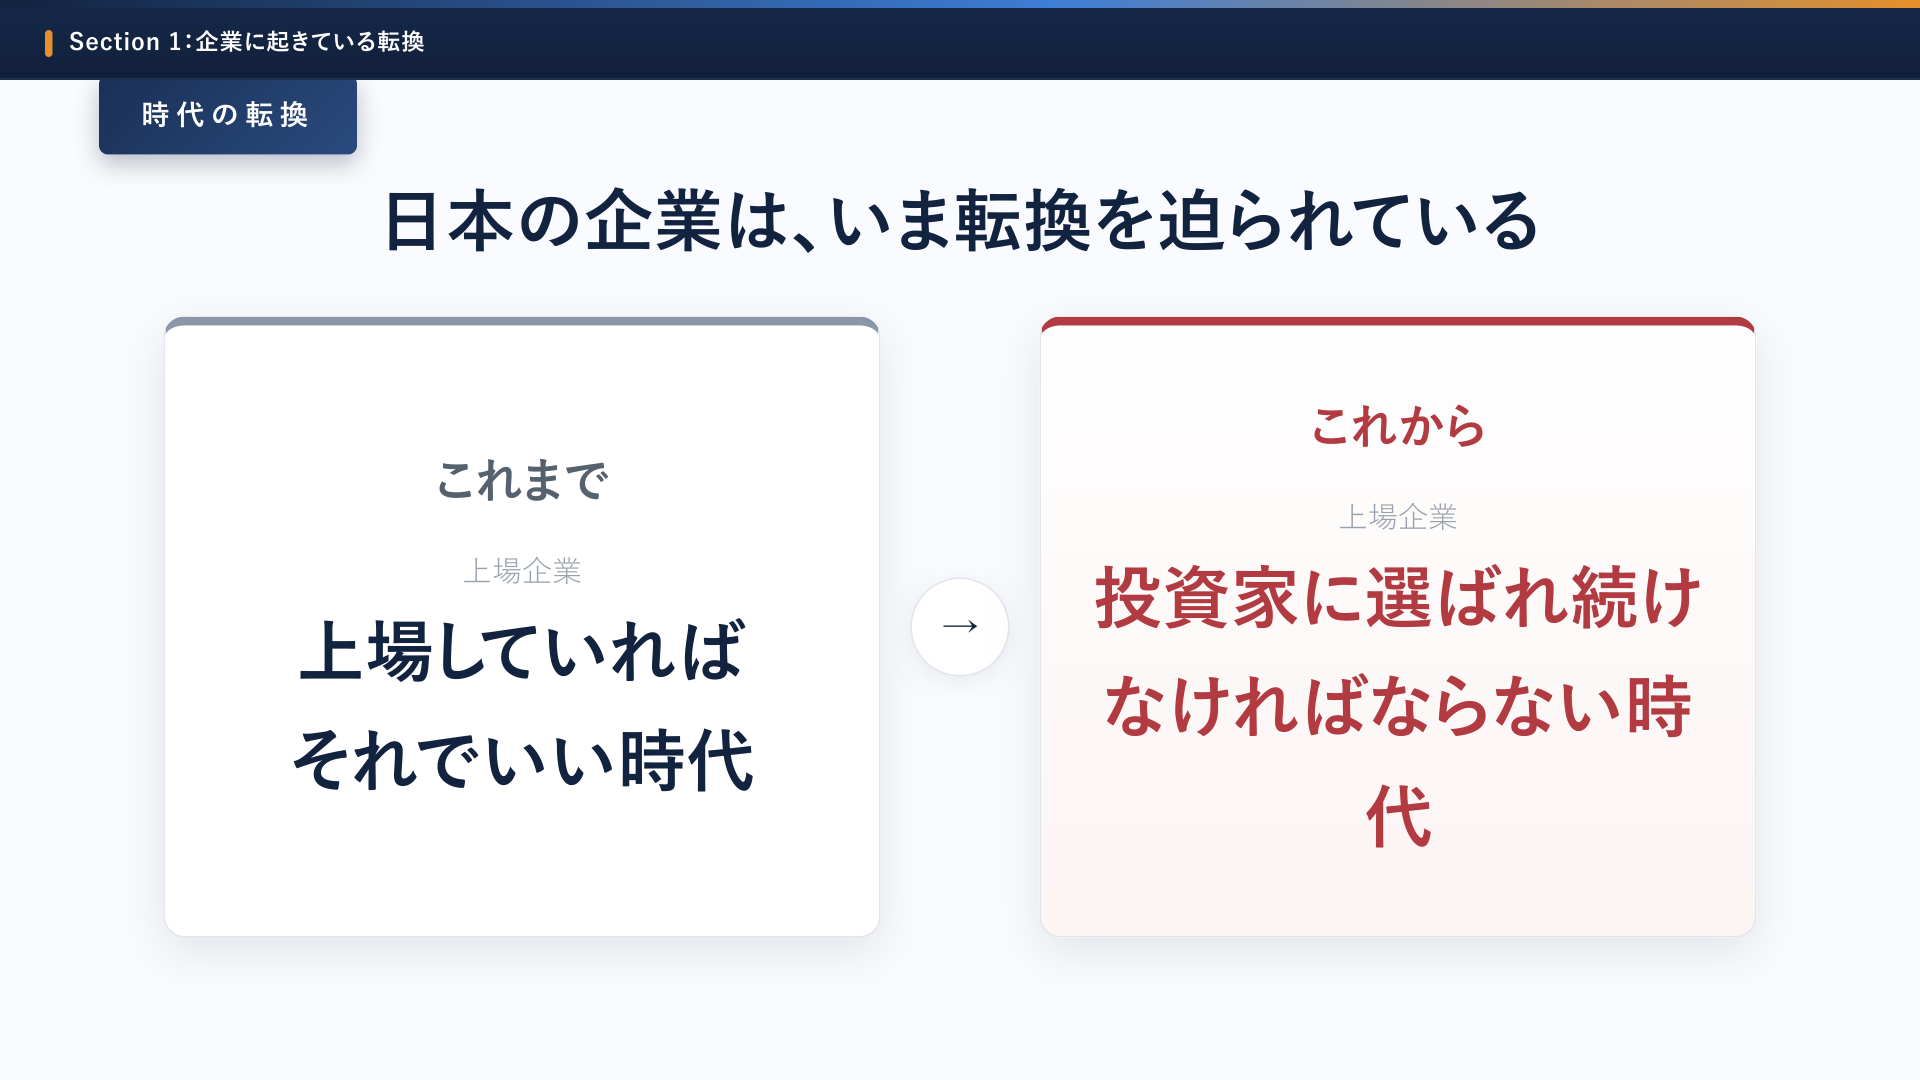 Section 1：企業に起きている転換
時代の転換
日本の企業は、いま転換を迫られている
これまで
上場企業
上場していれば
それでいい時代
→
これから
上場企業
投資家に選ばれ続け
なければならない時
代